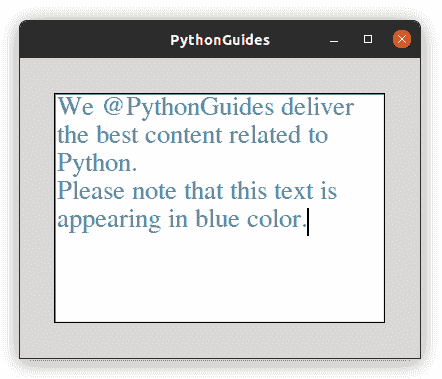 PythonGuides
We @PythonGuides deliver
the best content related to
Python.
Please note that this text is
appearing in blue color.